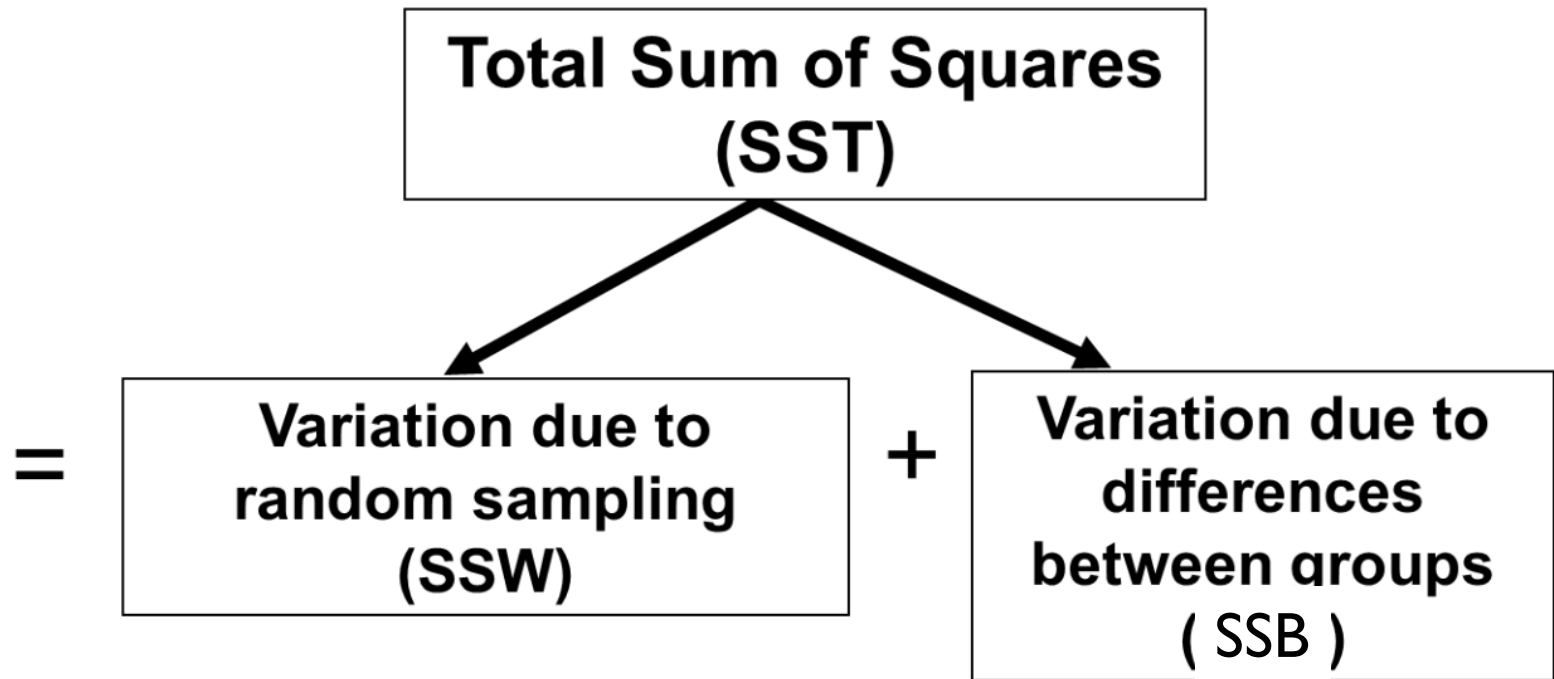 Total Sum of Squares
(SST)
=
Variation due to
random sampling
(SSW)
+
Variation due to
differences
between groups
( SSB )